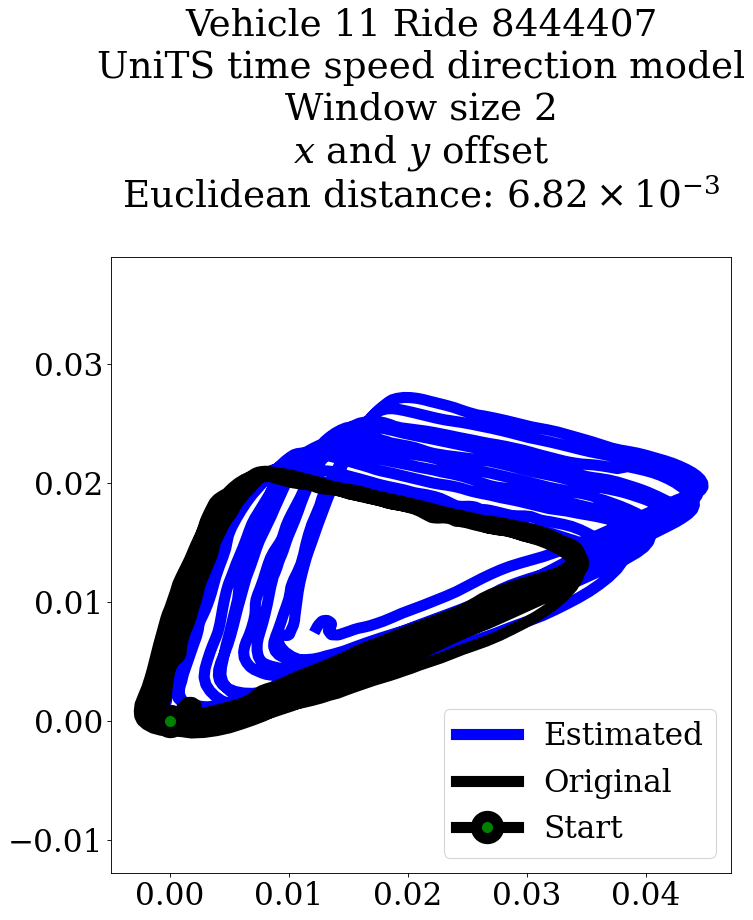 Vehicle 11 Ride 8444407
UniTS time speed direction model
Window size 2
x and y offset
Euclidean distance: 6.82 × 10⁻³
0.03
0.02
0.01
0.00
−0.01
0.00 0.01 0.02 0.03 0.04
Estimated
Original
Start